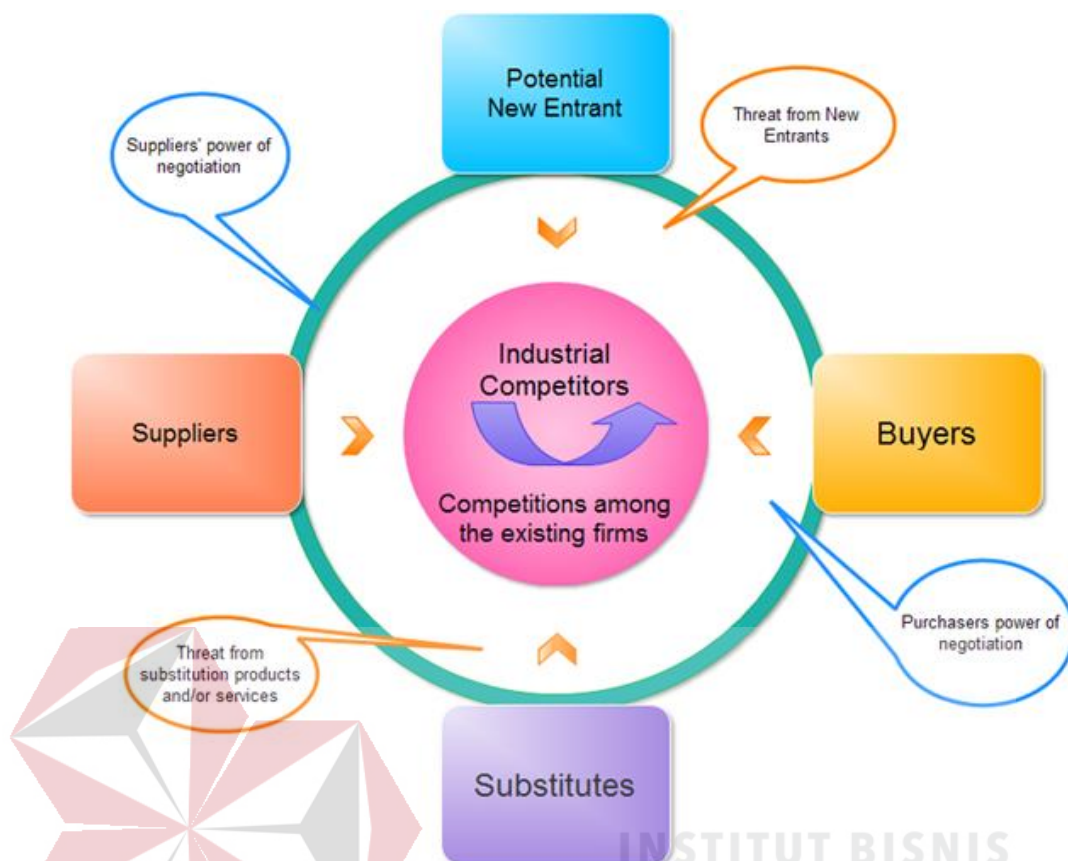 Potential
New Entrant
Threat from New
Entrants
Suppliers' power of
negotiation
Industrial
Competitors
Suppliers
Buyers
Competitions among
the existing firms
Purchasers power of
negotiation
Threat from
substitution products
and/or services
Substitutes
INSTITUT BISNIS